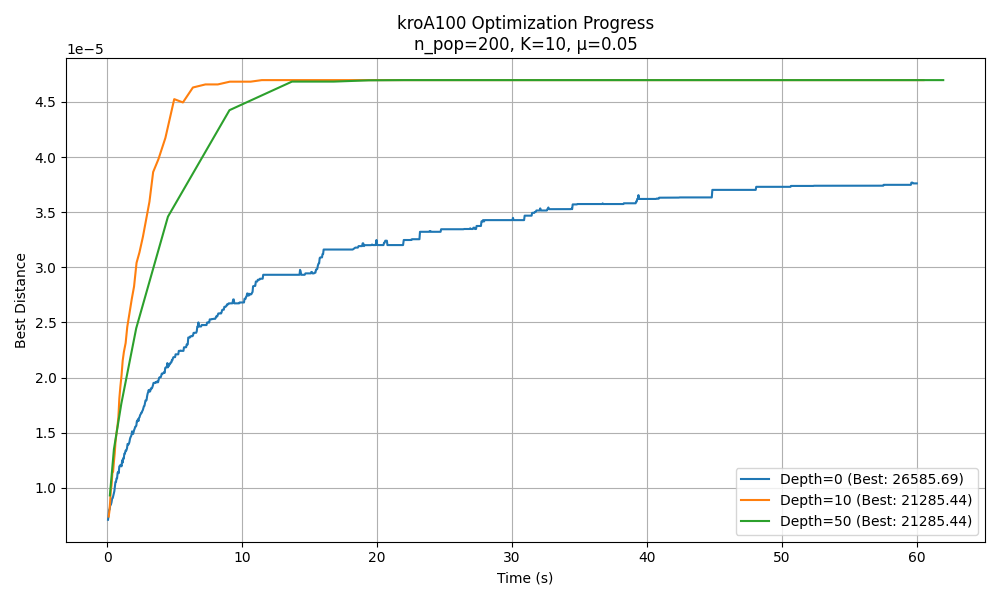 kroA100 Optimization Progress
n_pop=200, K=10, μ=0.05
1e−5
4.5
4.0
3.5
3.0
2.5
2.0
1.5
1.0
Best Distance
0
10
20
30
40
50
60
Time (s)
Depth=0 (Best: 26585.69)
Depth=10 (Best: 21285.44)
Depth=50 (Best: 21285.44)